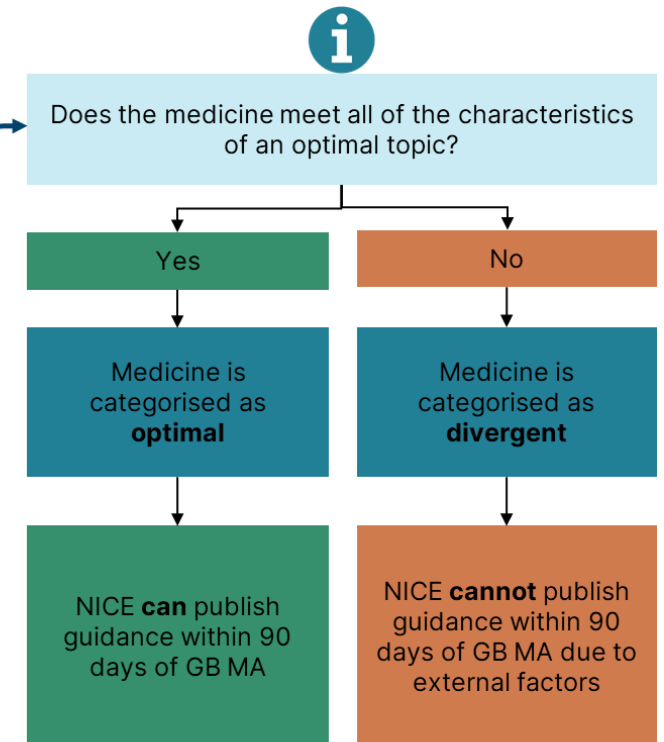 i
Does the medicine meet all of the characteristics
of an optimal topic?
Yes
No
Medicine is
categorised as
optimal
Medicine is
categorised as
divergent
NICE can publish
guidance within 90
days of GB MA
NICE cannot publish
guidance within 90
days of GB MA due to
external factors